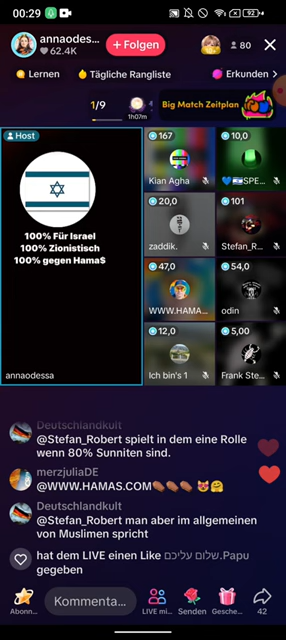 00:29
92
annaodes...
62.4K
+ Folgen
80
Lernen
Tägliche Rangliste
Erkunden >
1/9
1h07m
Big Match Zeitplan
Host
100% Für Israel
100% Zionistisch
100% gegen Hama$
annaodessa
167
Kian Agha
10,0
SPE...
20,0
zaddik.
101
Stefan_R...
47,0
WWW.HAMA...
54,0
odin
12,0
Ich bin's 1
5,00
Frank Ste...
Deutschlandkult
@Stefan_Robert spielt in dem eine Rolle
wenn 80% Sunniten sind.
merzjuliaDE
@WWW.HAMAS.COM
Deutschlandkult
@Stefan_Robert man aber im allgemeinen
von Muslimen spricht
hat dem LIVE einen Like שלום עליכם.Papu
gegeben
Abonn...
Kommenta...
LIVE mi...
Senden
Gesche...
42